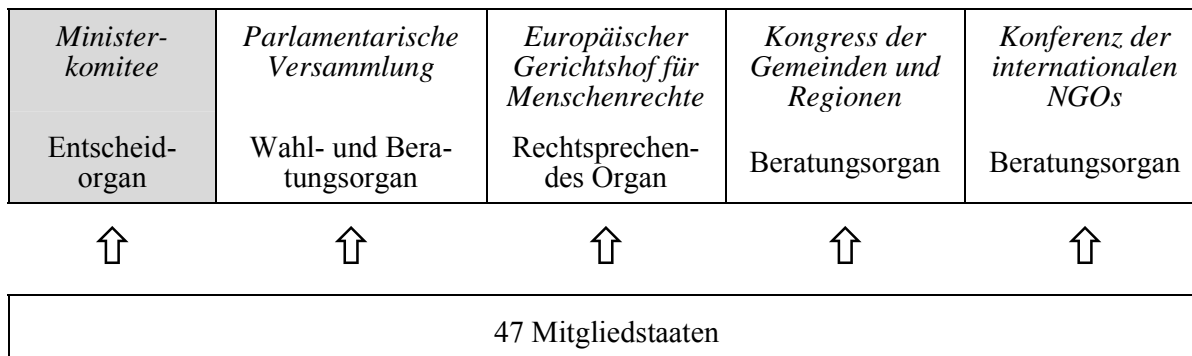 Minister-
komitee
Entscheid-
organ
Parlamentarische
Versammlung
Wahl- und Bera-
tungsorgan
Europäischer
Gerichtshof für
Menschenrechte
Rechtsprechen-
des Organ
Kongress der
Gemeinden und
Regionen
Beratungsorgan
Konferenz der
internationalen
NGOs
Beratungsorgan
47 Mitgliedstaaten